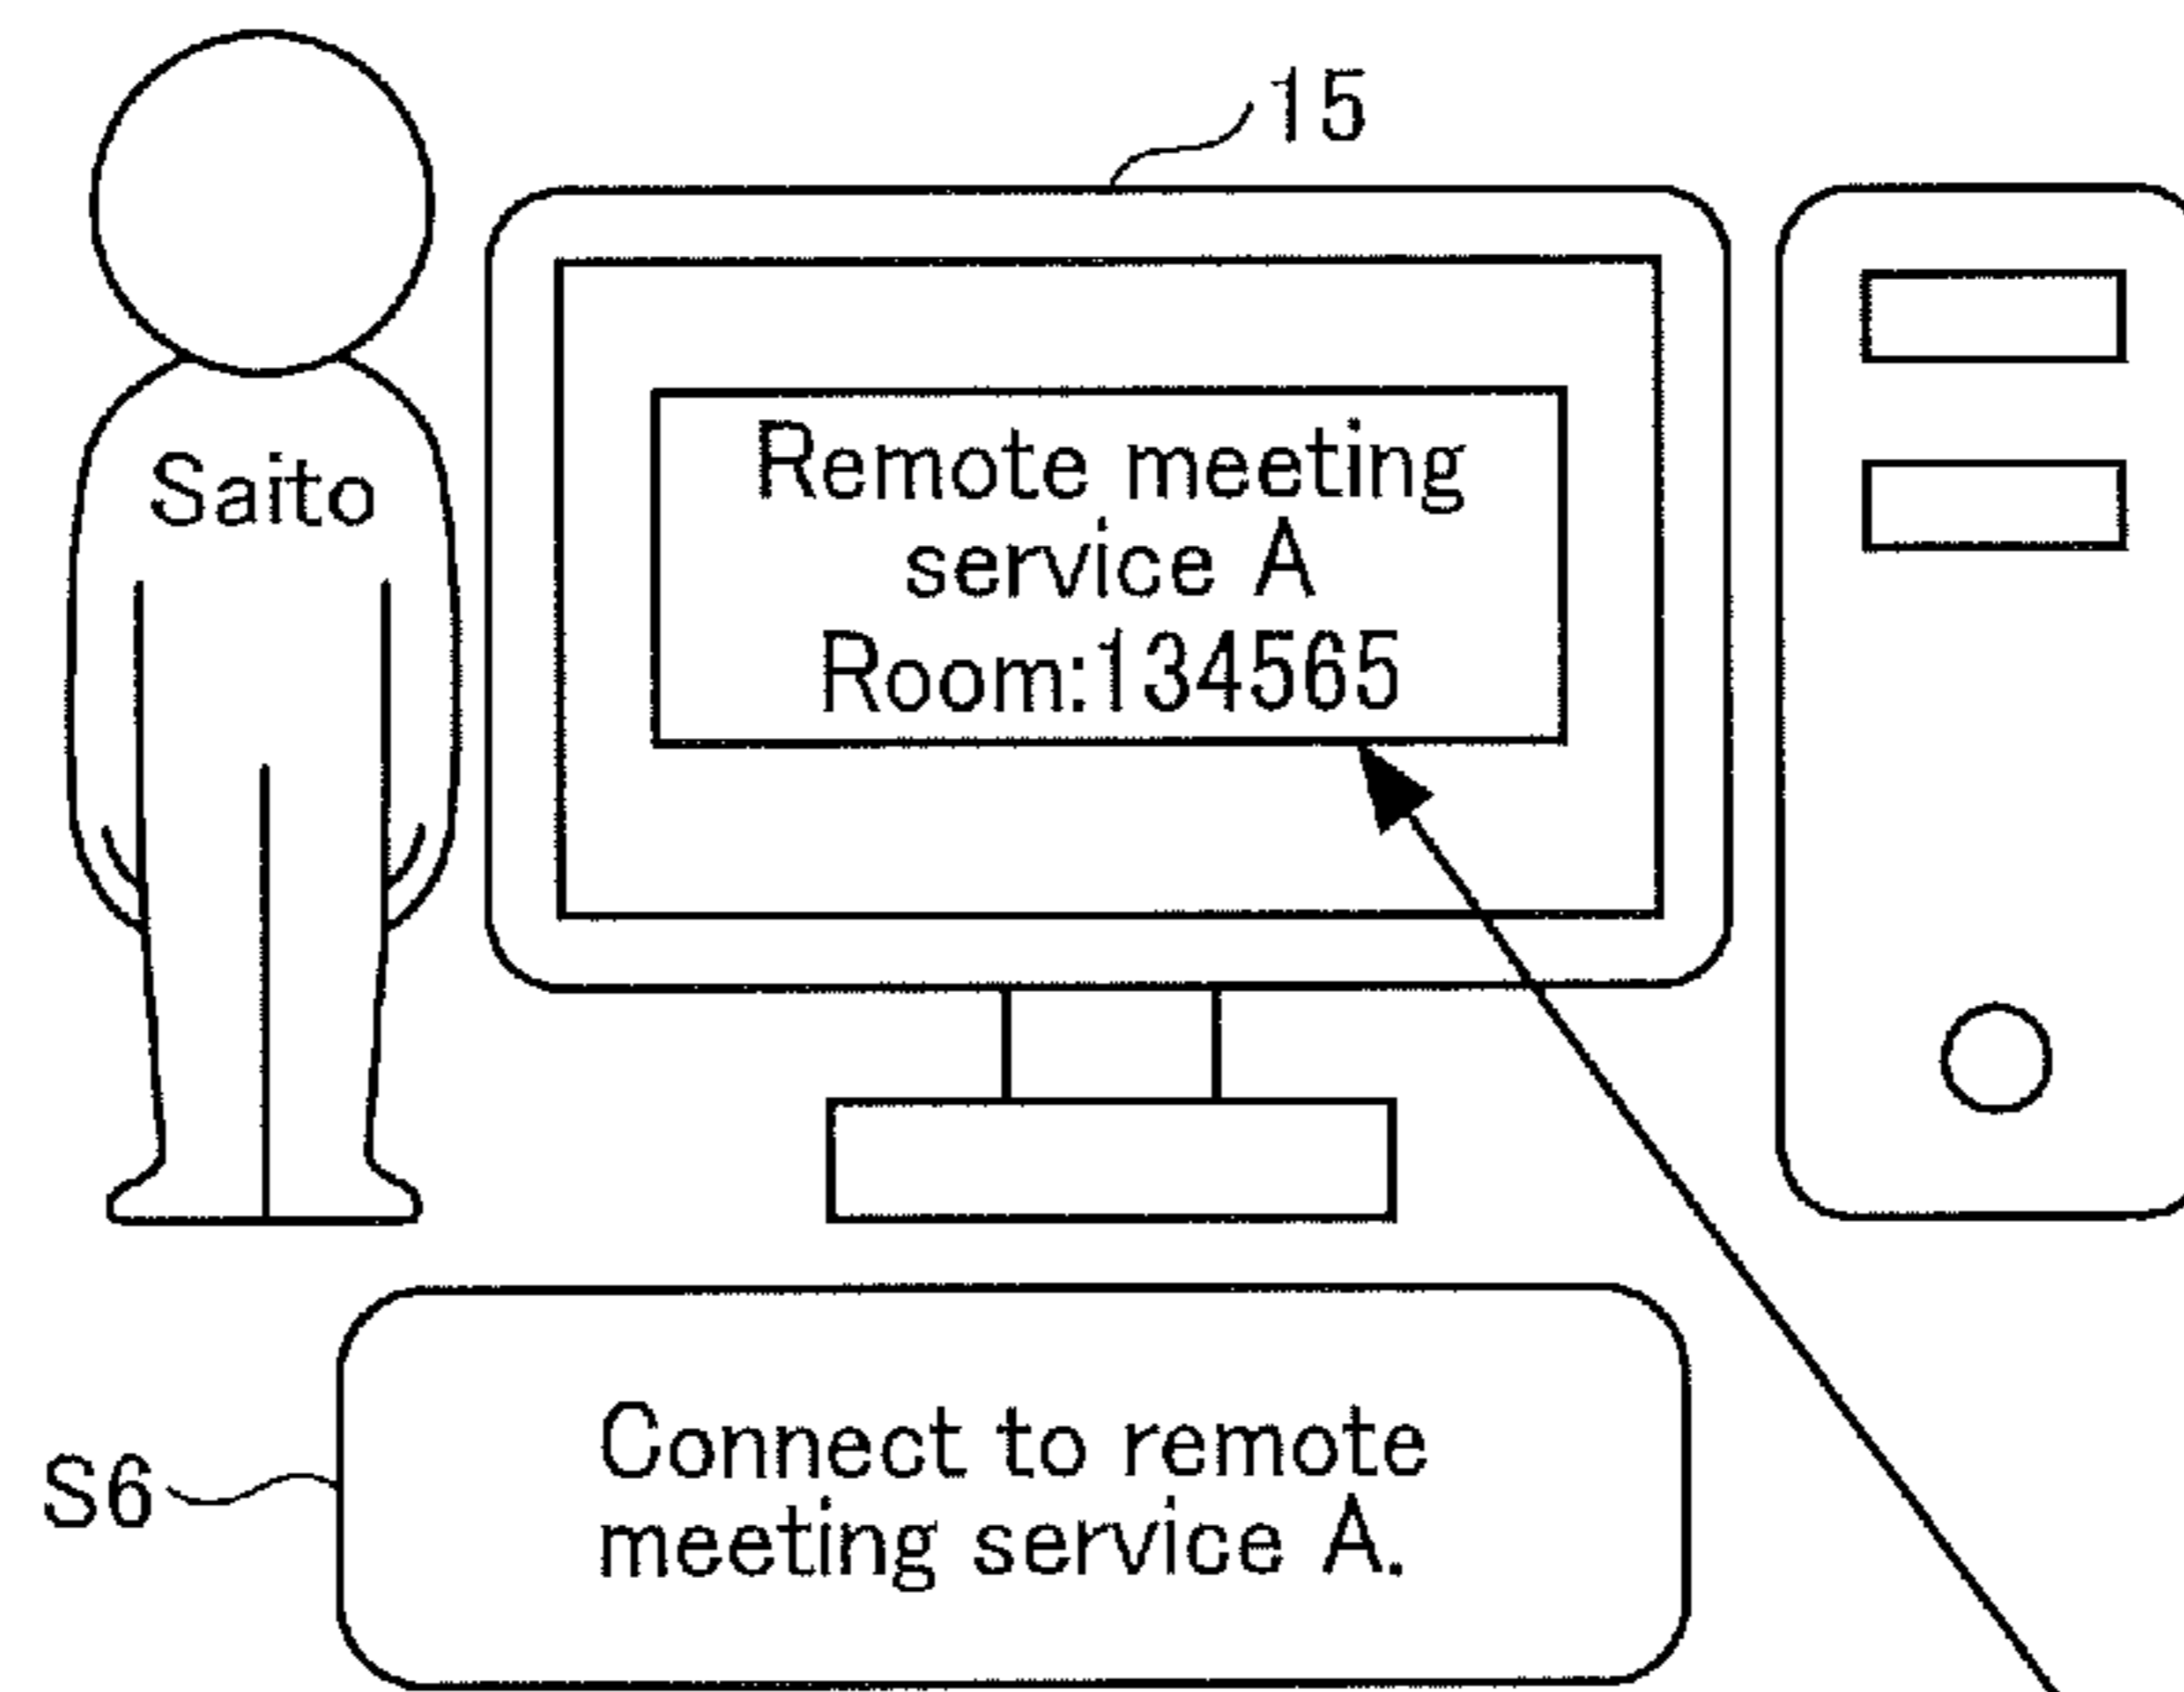 15
Saito
Remote meeting
service A
Room:134565
S6
Connect to remote
meeting service A.